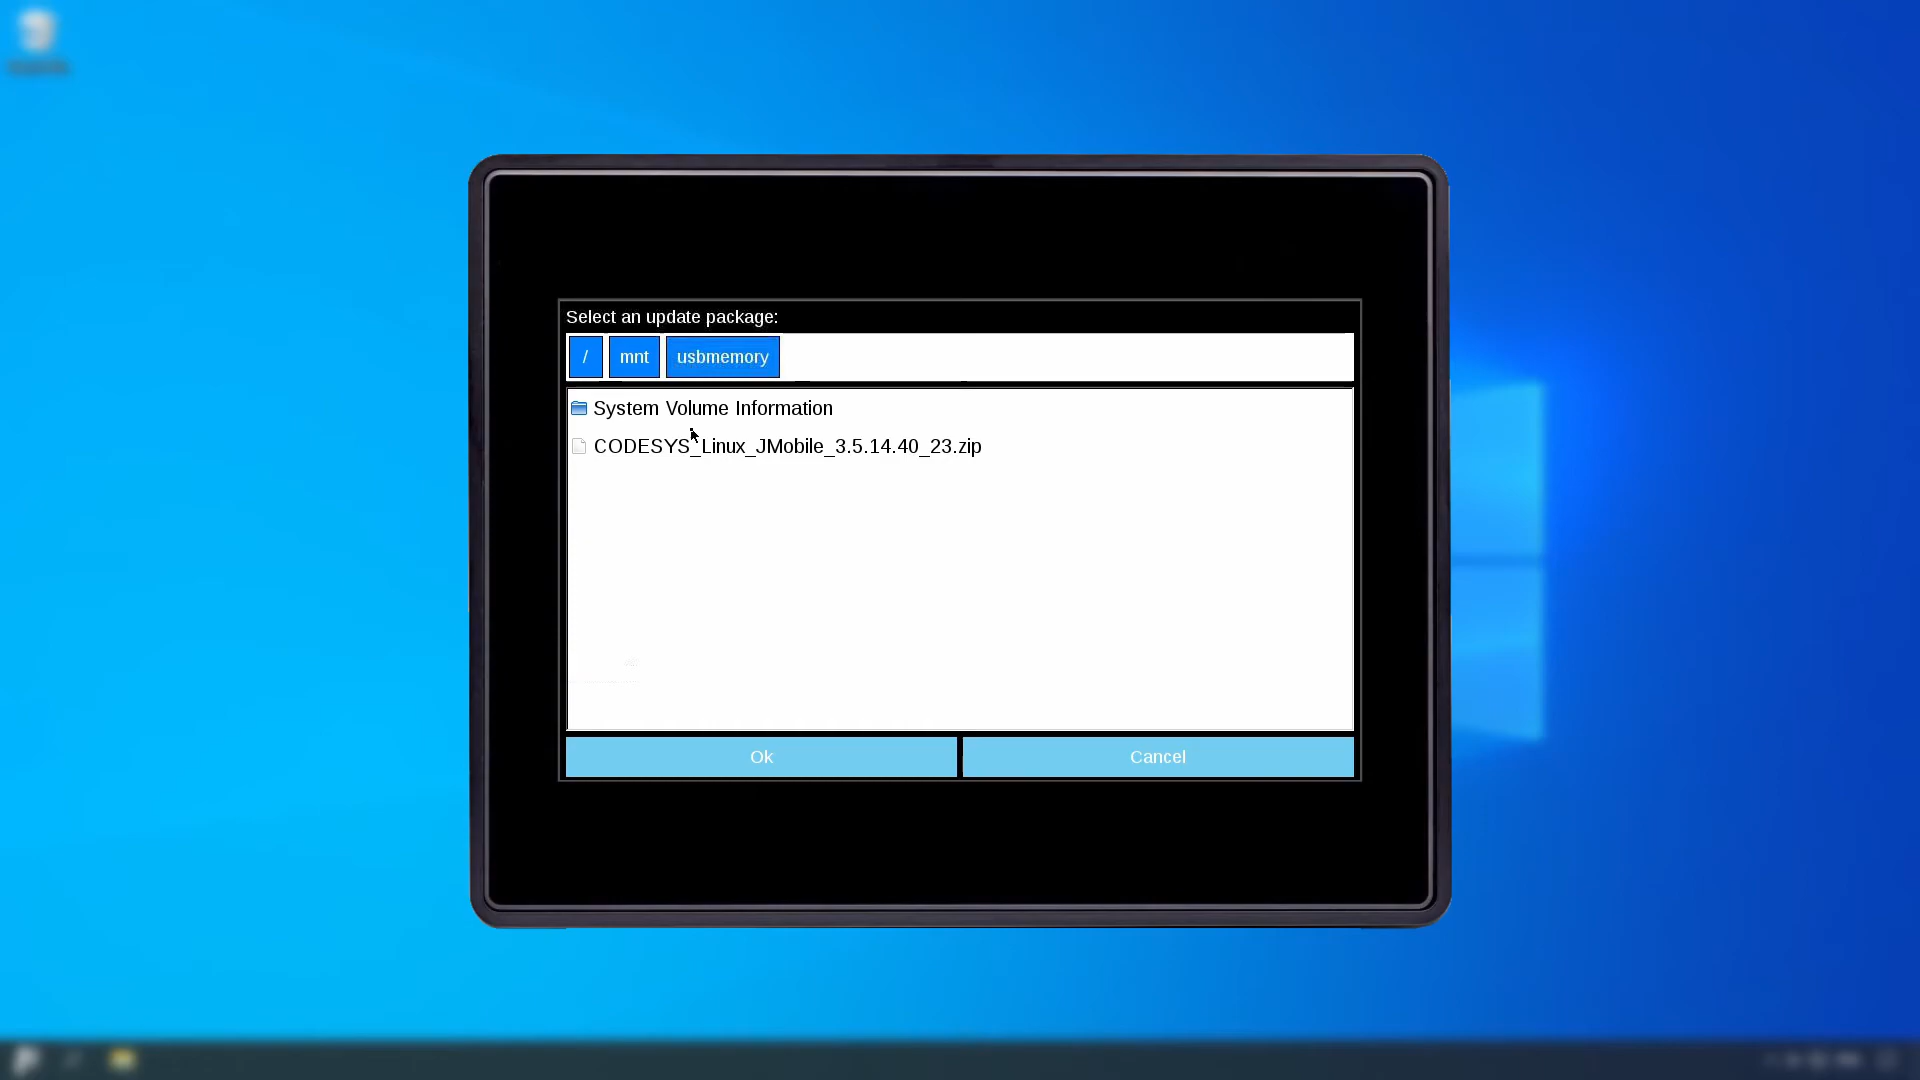 Select an update package:
/ mnt usbmemory
System Volume Information
CODESYS_Linux_JMobile_3.5.14.40_23.zip
Ok Cancel